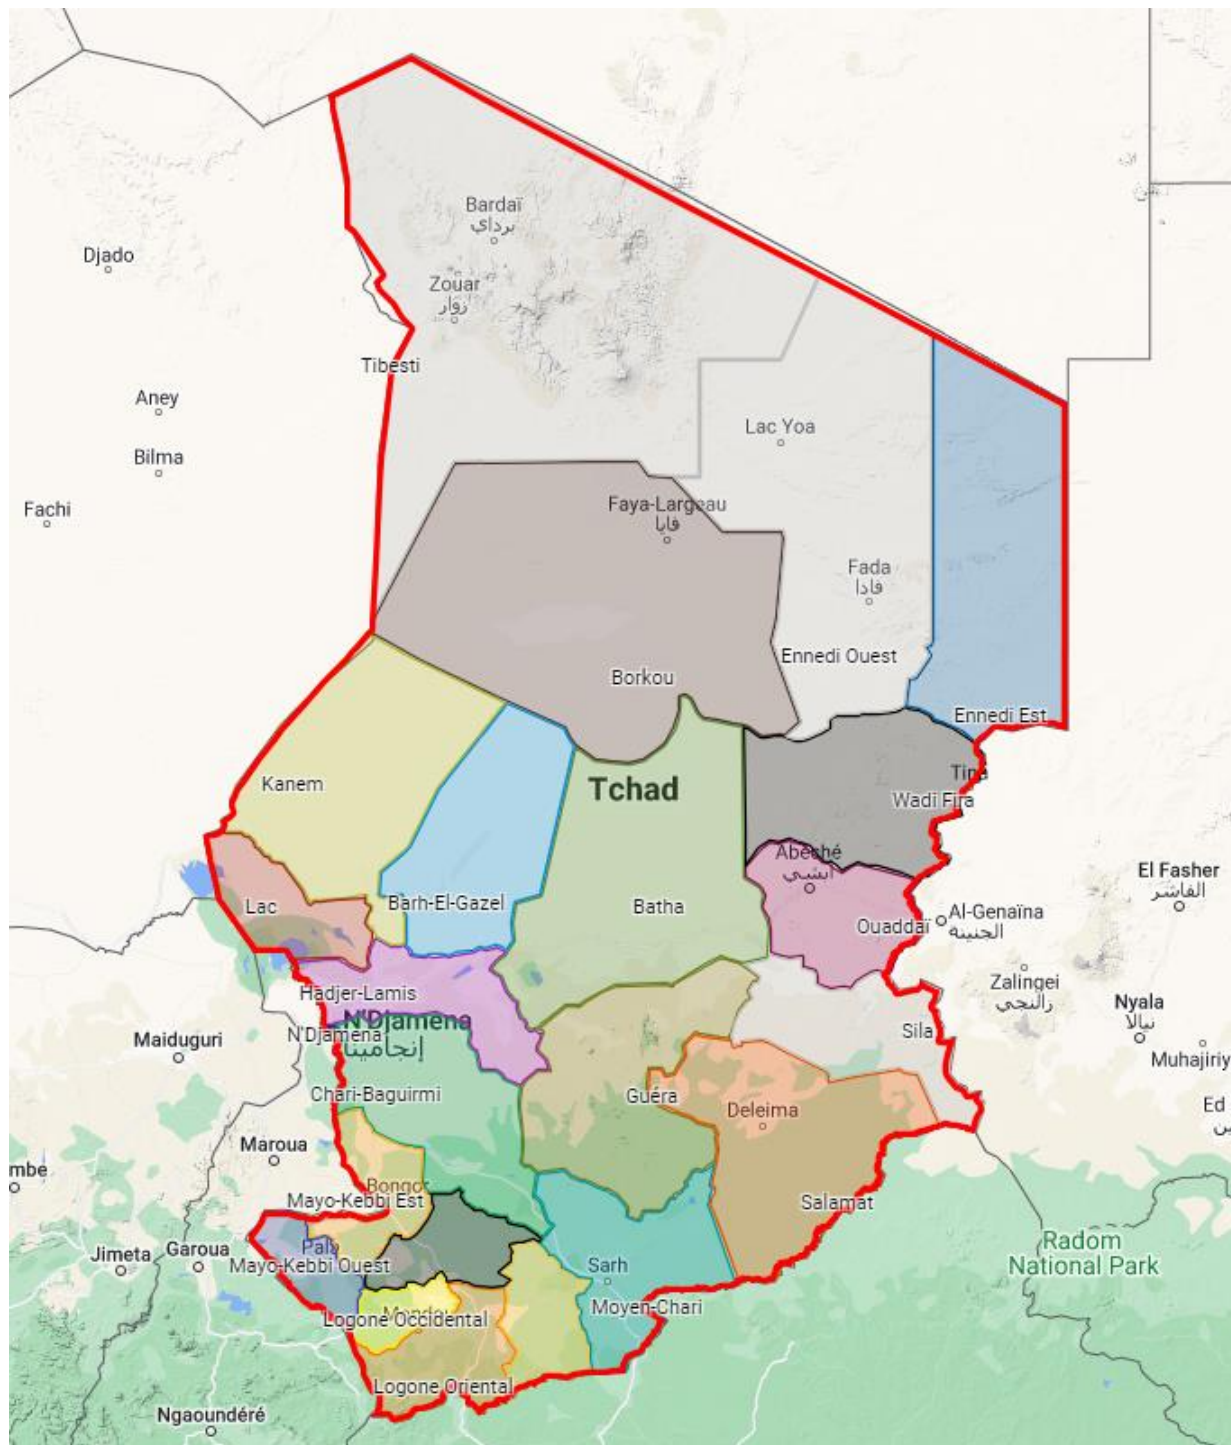 Bardaï
برداي
Djado
Zouar
زوار
Tibesti
Aney
Lac Yoa
Bilma
Fachi
Faya-Largeau
فايا
Fada
فادا
Ennedi Ouest
Borkou
Ennedi Est
Tchad
Kanem
Wadi Fira
Abéché
أبشي
El Fasher
الفاشر
Barh-El-Gazel
Lac
Batha
Ouaddaï
Al-Genaïna
الجنينة
Zalingei
زالنجي
Hadjer-Lamis
Nyala
نيالا
N'Djamena
N'Djamena
إنجامينا
Sila
Maiduguri
Muhajiriy
Chari-Baguirmi
Guéra
Deleima
Ed
Maroua
mbe
Bongor
Mayo-Kebbi Est
Salamat
Jimeta
Garoua
Pala
Mayo-Kebbi Ouest
Sarh
Radom
National Park
Moyen-Chari
Logone Occidental
Logone Oriental
Ngaoundéré